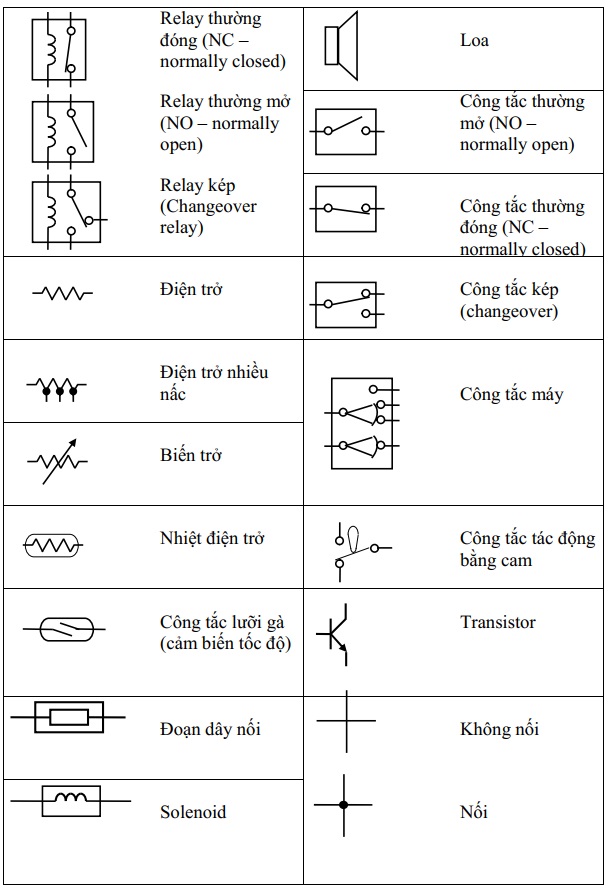 Relay thường
đóng (NC –
normally closed)
Loa
Relay thường mở
(NO – normally
open)
Công tắc thường
mở (NO –
normally open)
Relay kép
(Changeover
relay)
Công tắc thường
đóng (NC –
normally closed)
Điện trở
Công tắc kép
(changeover)
Điện trở nhiều
nấc
Công tắc máy
Biến trở
Nhiệt điện trở
Công tắc tác động
bằng cam
Công tắc lưỡi gà
(cảm biến tốc độ)
Transistor
Đoạn dây nối
Không nối
Solenoid
Nối